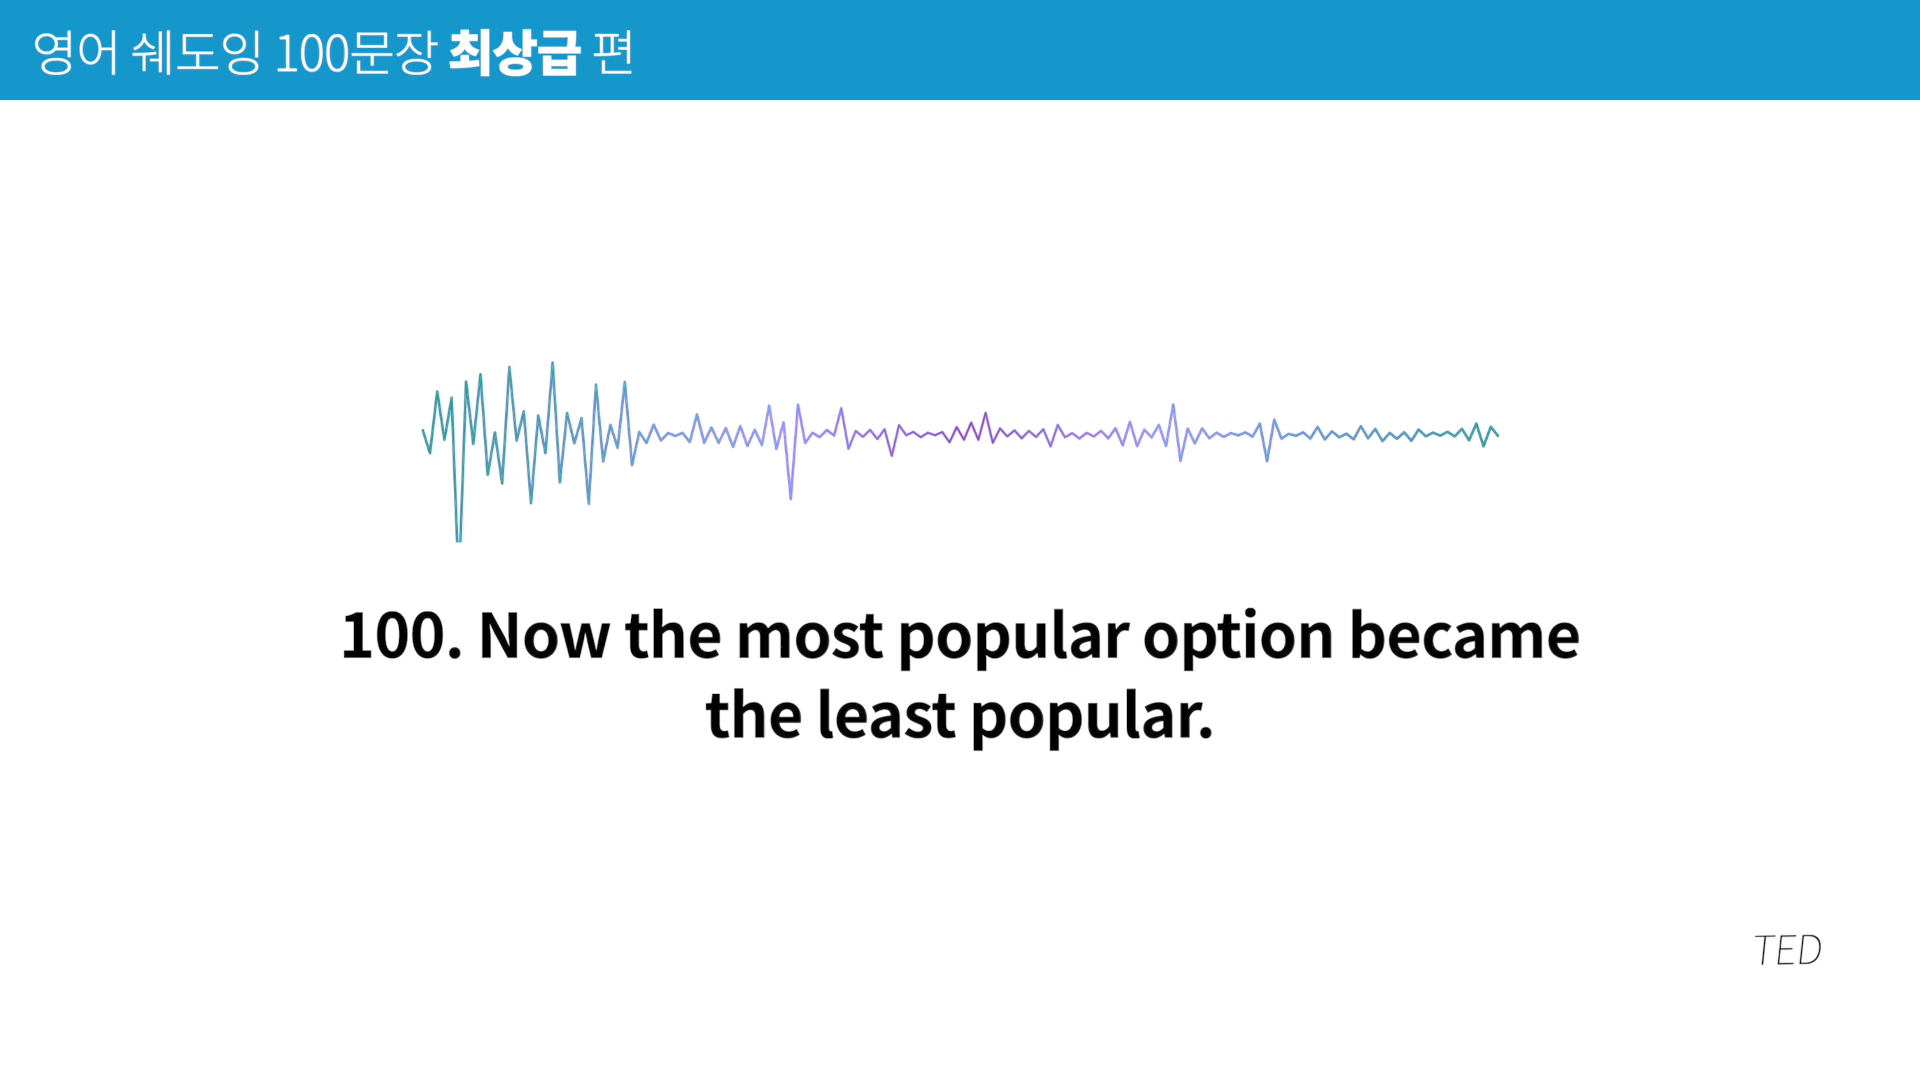 영어 쉐도잉 100문장 최상급 편
100. Now the most popular option became
the least popular.
TED